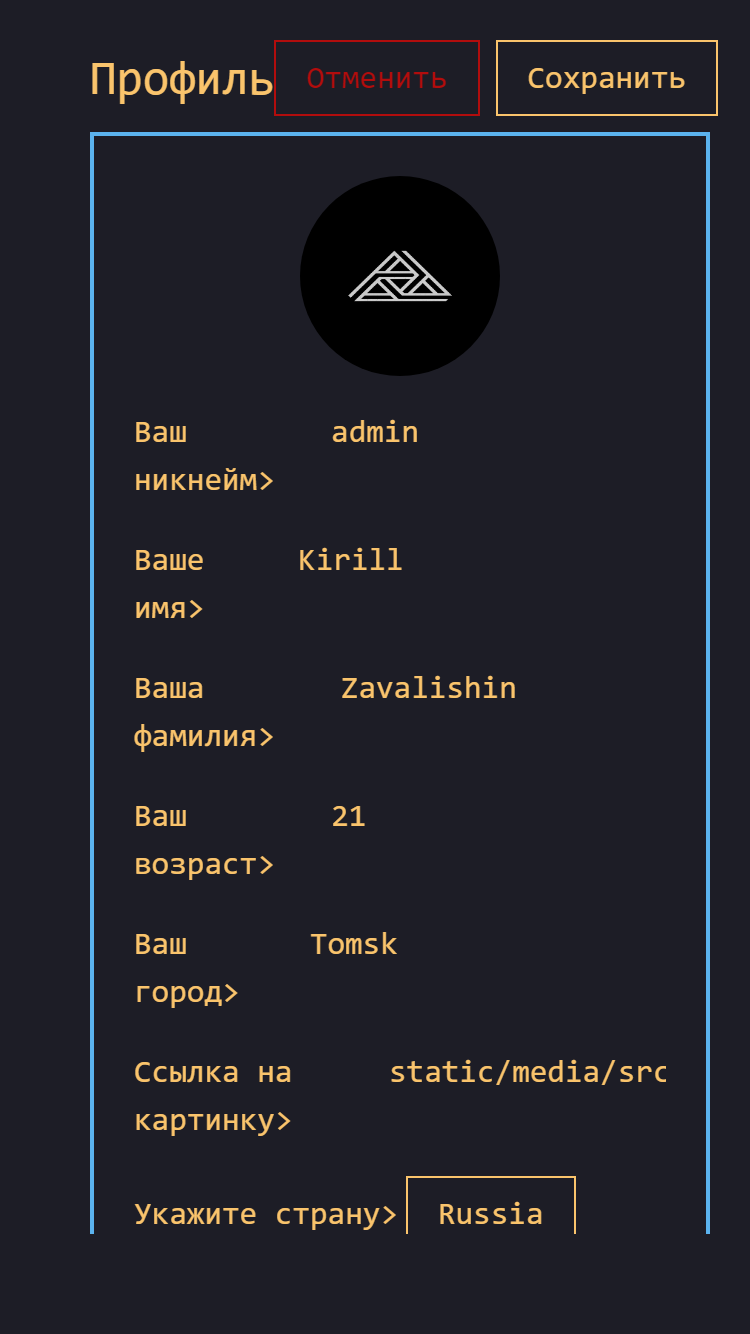 Профиль Отменить Сохранить
Ваш admin
никнейм>
Ваше Kirill
имя>
Ваша Zavalishin
фамилия>
Ваш 21
возраст>
Ваш Tomsk
город>
Ссылка на static/media/src
картинку>
Укажите страну> Russia